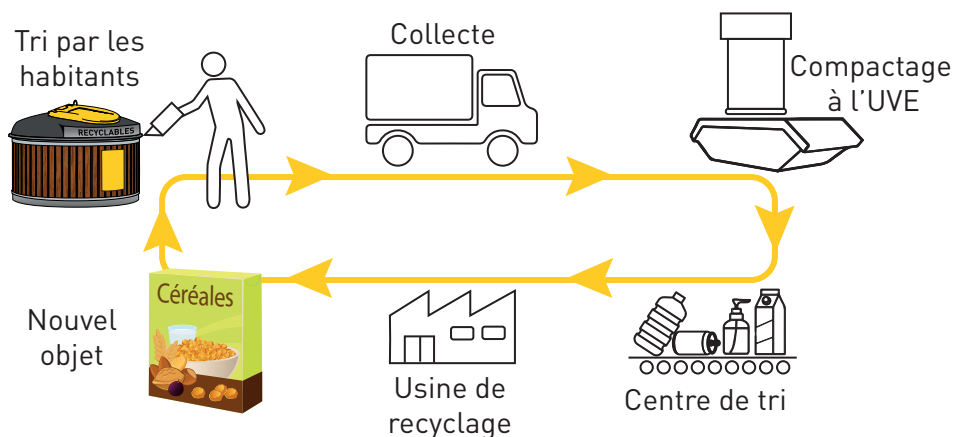 Tri par les
habitants
RECYCLABLES
Collecte
Compactage
à l'UVE
Nouvel
objet
Céréales
Usine de
recyclage
Centre de tri